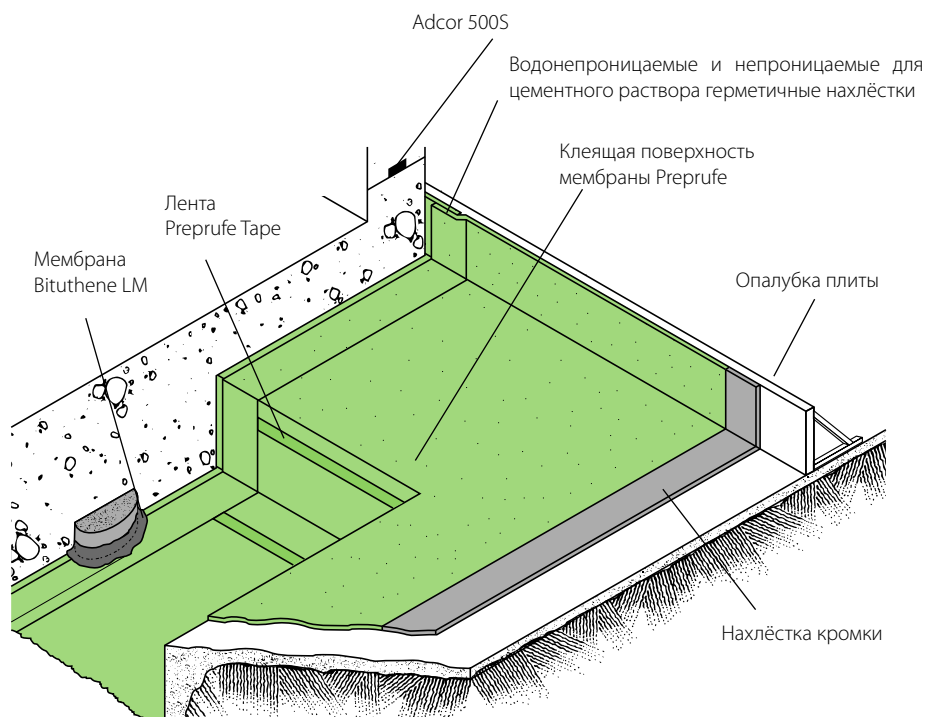 Adcor 500S
Водонепроницаемые и непроницаемые для
цементного раствора герметичные нахлёстки
Клеящая поверхность
мембраны Preprufe
Лента
Preprufe Tape
Мембрана
Bituthene LM
Опалубка плиты
Нахлёстка кромки